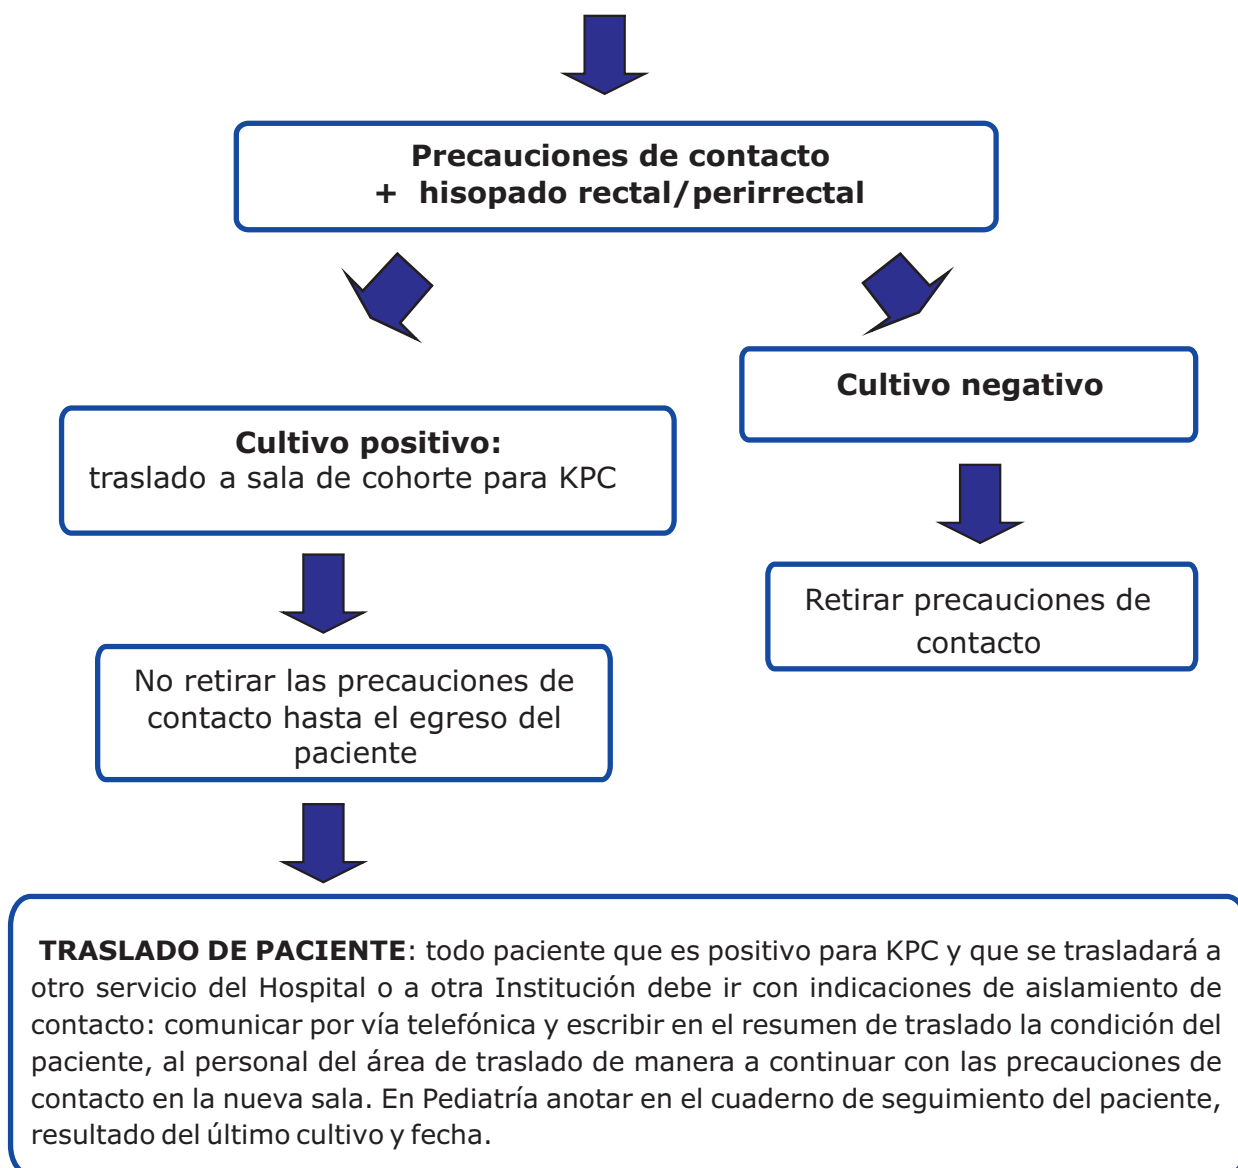 Precauciones de contacto
+ hisopado rectal/perirrectal
Cultivo negativo
Cultivo positivo:
traslado a sala de cohorte para KPC
Retirar precauciones de
contacto
No retirar las precauciones de
contacto hasta el egreso del
paciente
TRASLADO DE PACIENTE: todo paciente que es positivo para KPC y que se trasladará a
otro servicio del Hospital o a otra Institución debe ir con indicaciones de aislamiento de
contacto: comunicar por vía telefónica y escribir en el resumen de traslado la condición del
paciente, al personal del área de traslado de manera a continuar con las precauciones de
contacto en la nueva sala. En Pediatría anotar en el cuaderno de seguimiento del paciente,
resultado del último cultivo y fecha.